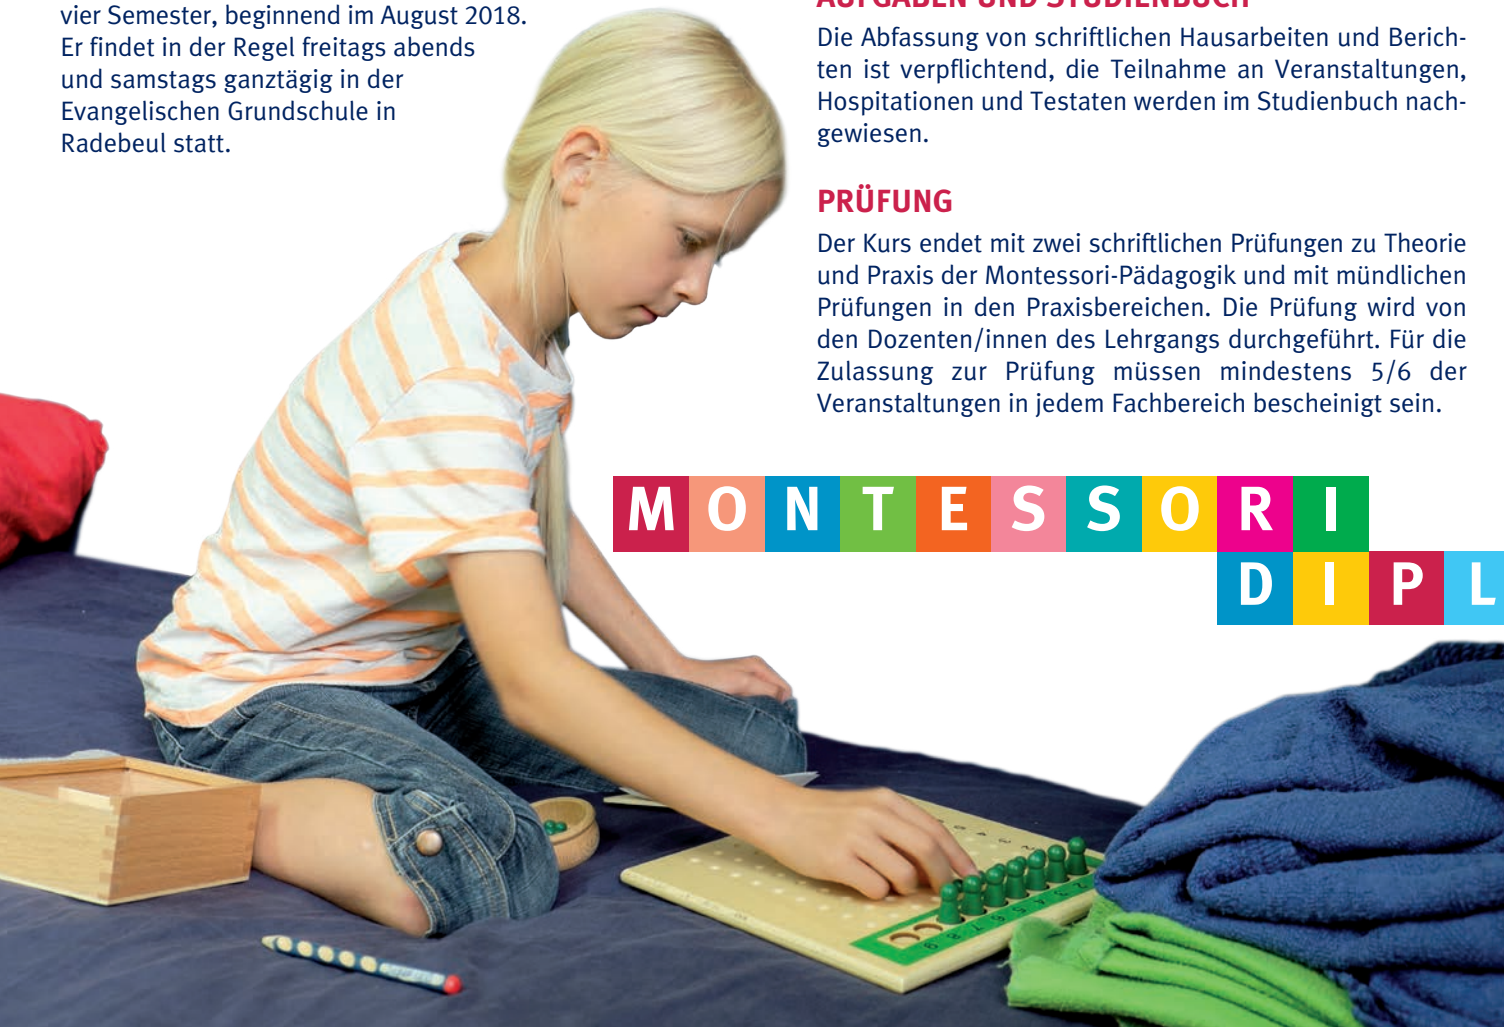 vier Semester, beginnend im August 2018.
Er findet in der Regel freitags abends
und samstags ganztägig in der
Evangelischen Grundschule in
Radebeul statt.
AUFGABEN UND STUDIENBUCH
Die Abfassung von schriftlichen Hausarbeiten und Berich-
ten ist verpflichtend, die Teilnahme an Veranstaltungen,
Hospitationen und Testaten werden im Studienbuch nach-
gewiesen.
PRÜFUNG
Der Kurs endet mit zwei schriftlichen Prüfungen zu Theorie
und Praxis der Montessori-Pädagogik und mit mündlichen
Prüfungen in den Praxisbereichen. Die Prüfung wird von
den Dozenten/innen des Lehrgangs durchgeführt. Für die
Zulassung zur Prüfung müssen mindestens 5/6 der
Veranstaltungen in jedem Fachbereich bescheinigt sein.
MONTESSORI
DIPL